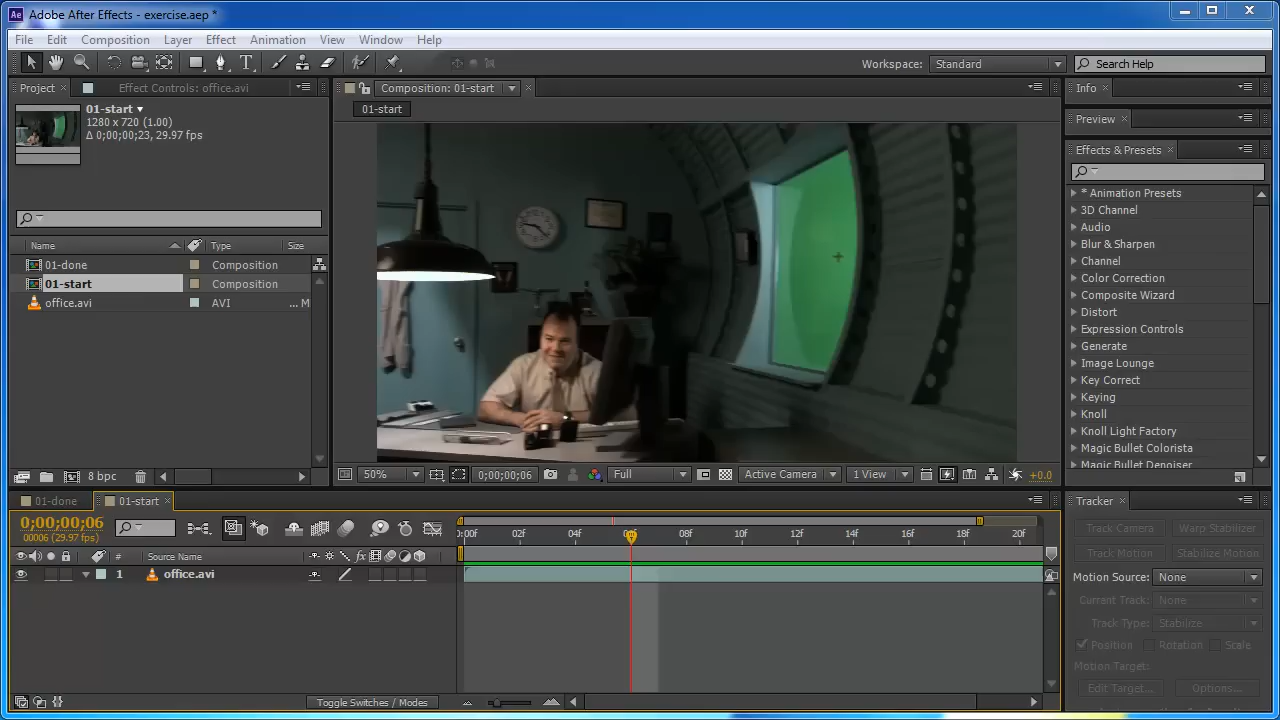 Adobe After Effects - exercise.aep *
File Edit Composition Layer Effect Animation View Window Help
Workspace: Standard Search Help
Project Effect Controls: office.avi Composition: 01-start Info
01-start
1280 x 720 (1.00)
Δ 0;00;00;23, 29.97 fps
01-start
Preview
Effects & Presets
Name Type Size
01-done Composition
01-start Composition
office.avi AVI ... M
* Animation Presets
3D Channel
Audio
Blur & Sharpen
Channel
Color Correction
Composite Wizard
Distort
Expression Controls
Generate
Image Lounge
Key Correct
Keying
Knoll
Knoll Light Factory
Magic Bullet Colorista
Magic Bullet Denoiser
8 bpc 50% 0;00;00;06 Full Active Camera 1 View +0.0
01-done 01-start Tracker
0;00;00;06
00006 (29.97 fps)
0:00f 02f 04f 06f 08f 10f 12f 14f 16f 18f 20f
# Source Name
1 office.avi
Track Camera Warp Stabilizer
Track Motion Stabilize Motion
Motion Source: None
Current Track: None
Track Type: Stabilize
Position Rotation Scale
Motion Target:
Edit Target... Options...
Toggle Switches / Modes